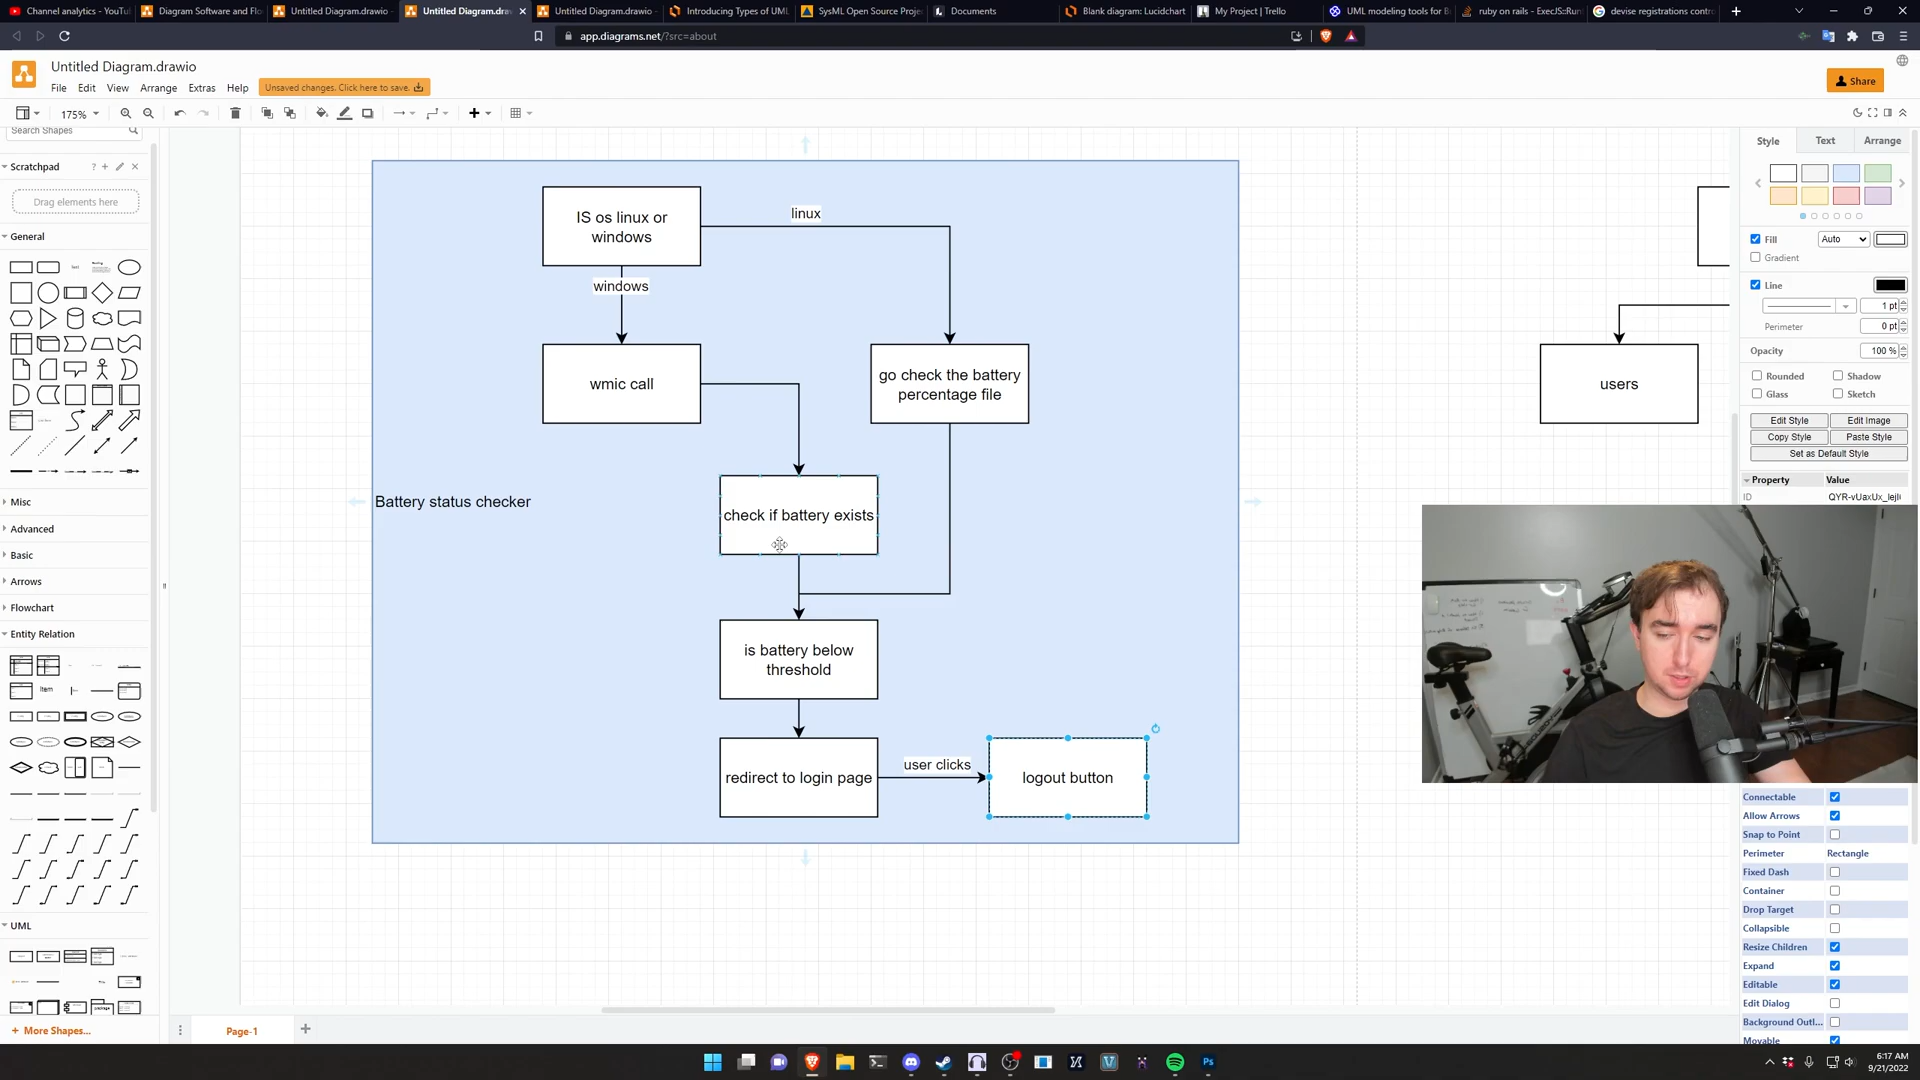 Channel analytics - YouTu
Diagram Software and Flo
Untitled Diagram.drawio -
Untitled Diagram.draw
Untitled Diagram.drawio -
Introducing Types of UML
SysML Open Source Proje
Documents
Blank diagram: Lucidchart
My Project | Trello
UML modeling tools for B
ruby on rails - ExecJS::Run
devise registrations contr
app.diagrams.net/?src=about
Untitled Diagram.drawio
File
Edit
View
Arrange
Extras
Help
Unsaved changes. Click here to save.
Share
175%
Search Shapes
Scratchpad
Drag elements here
General
Misc
Advanced
Basic
Arrows
Flowchart
Entity Relation
UML
+ More Shapes...
IS os linux or
windows
linux
windows
wmic call
go check the battery
percentage file
Battery status checker
check if battery exists
is battery below
threshold
redirect to login page
user clicks
logout button
users
Style
Text
Arrange
Fill
Auto
Gradient
Line
1 pt
Perimeter
0 pt
Opacity
100 %
Rounded
Shadow
Glass
Sketch
Edit Style
Edit Image
Copy Style
Paste Style
Set as Default Style
Property
Value
ID
Connectable
Allow Arrows
Snap to Point
Perimeter
Rectangle
Fixed Dash
Container
Drop Target
Collapsible
Resize Children
Expand
Editable
Edit Dialog
Background Outl...
Movable
Page-1
6:17 AM
9/21/2022